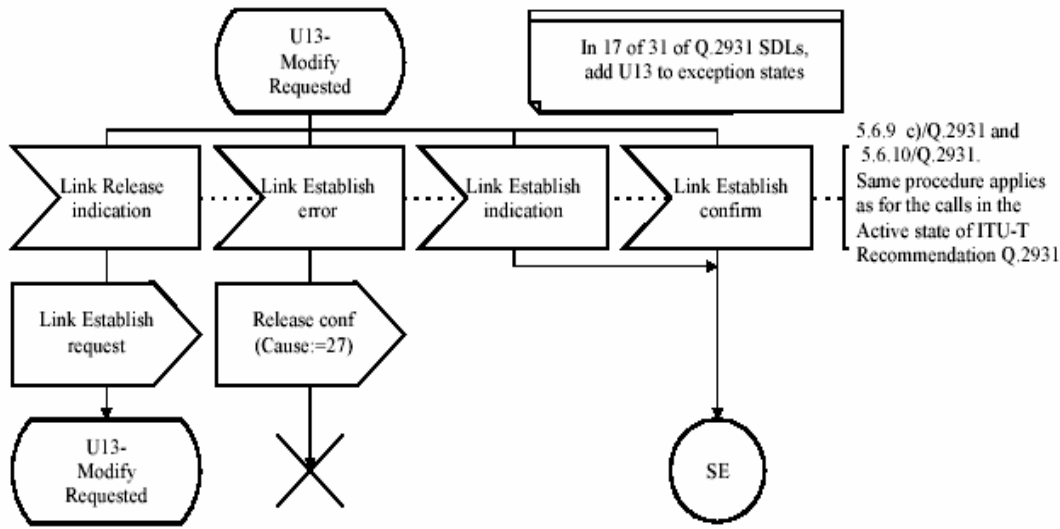 U13-
Modify
Requested
In 17 of 31 of Q.2931 SDLs,
add U13 to exception states
Link Release
indication
Link Establish
error
Link Establish
indication
Link Establish
confirm
5.6.9 c)/Q.2931 and
5.6.10/Q.2931.
Same procedure applies
as for the calls in the
Active state of ITU-T
Recommendation Q.2931
Link Establish
request
Release conf
(Cause:=27)
U13-
Modify
Requested
SE